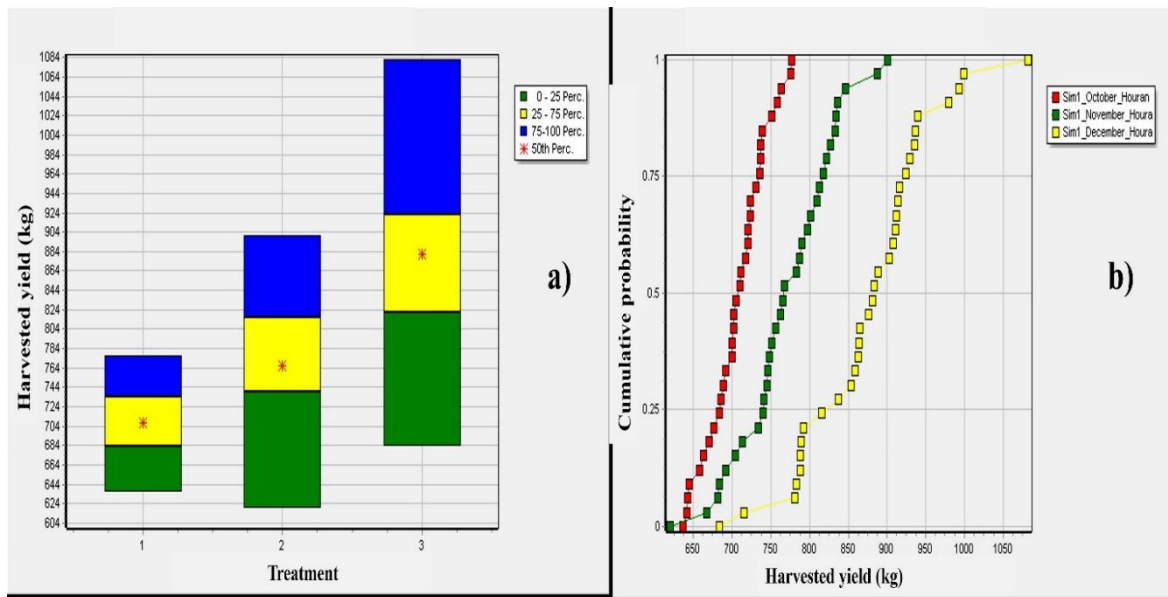 1084
1064
1044
1024
1004
984
964
944
924
904
884
864
844
824
804
784
764
744
724
704
684
664
644
624
604
Harvested yield (kg)
1 2 3
Treatment
0 - 25 Perc.
25 - 75 Perc.
75-100 Perc.
50th Perc.
a)
1
0.75
0.5
0.25
0
Cumulative probability
650 700 750 800 850 900 950 1000 1050
Harvested yield (kg)
Sim1_October_Houran
Sim1_November_Houra
Sim1_December_Houra
b)